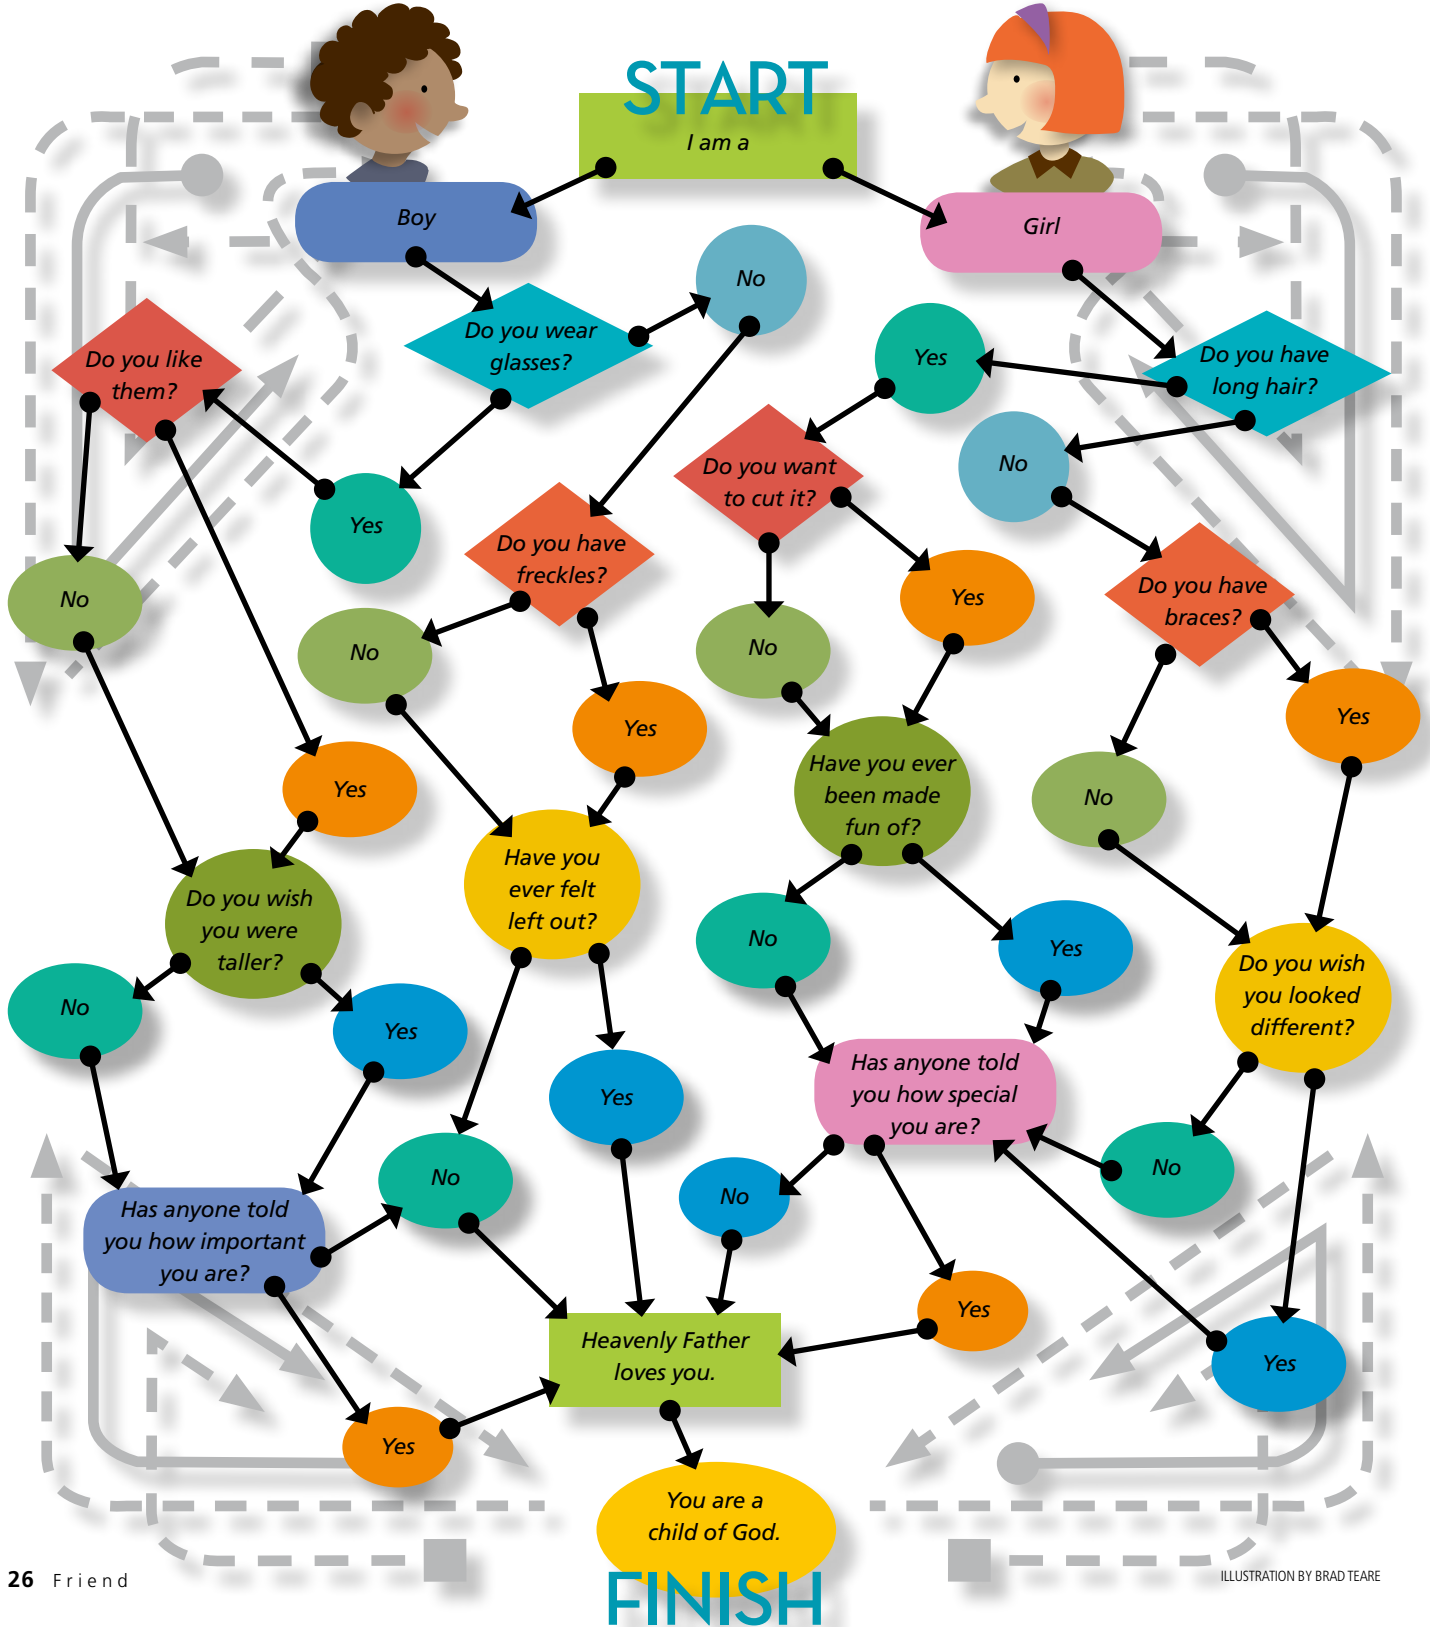 START
I am a
Boy
Girl
Do you wear
glasses?
No
Do you like
them?
Yes
Do you have
long hair?
Yes
No
Do you want
to cut it?
Do you have
freckles?
Do you have
braces?
No
No
Yes
No
Yes
Yes
No
Yes
Yes
No
Have you ever
been made
fun of?
Have you
ever felt
left out?
Do you wish
you were
taller?
No
Yes
Do you wish
you looked
different?
No
Yes
Yes
No
Has anyone told
you how special
you are?
No
No
Yes
Has anyone told
you how important
you are?
Yes
Yes
Heavenly Father
loves you.
You are a
child of God.
FINISH
26 Friend
ILLUSTRATION BY BRAD TEARE